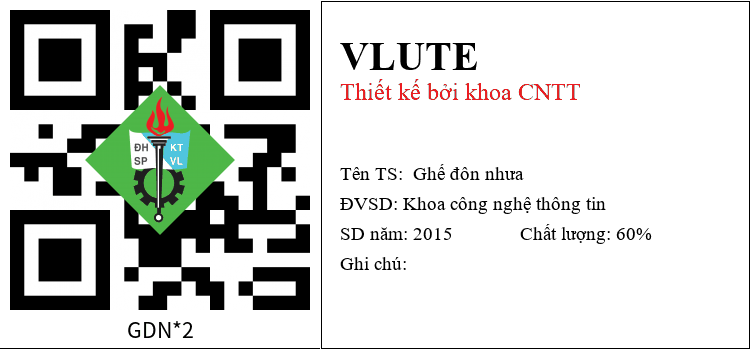 ĐH KT
SP VL
GDN*2
VLUTE
Thiết kế bởi khoa CNTT
Tên TS: Ghế đôn nhưa
ĐVSD: Khoa công nghệ thông tin
SD năm: 2015 Chất lượng: 60%
Ghi chú: